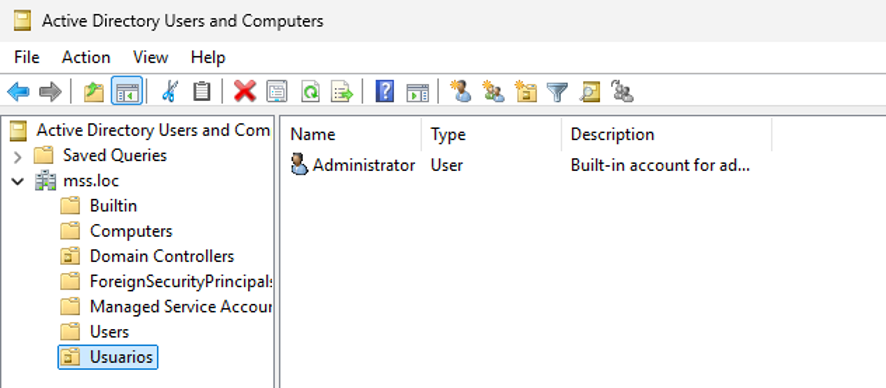 Active Directory Users and Computers
File Action View Help
Active Directory Users and Com
Saved Queries
mss.loc
Builtin
Computers
Domain Controllers
ForeignSecurityPrincipals
Managed Service Accour
Users
Usuarios
Name Type Description
Administrator User Built-in account for ad...